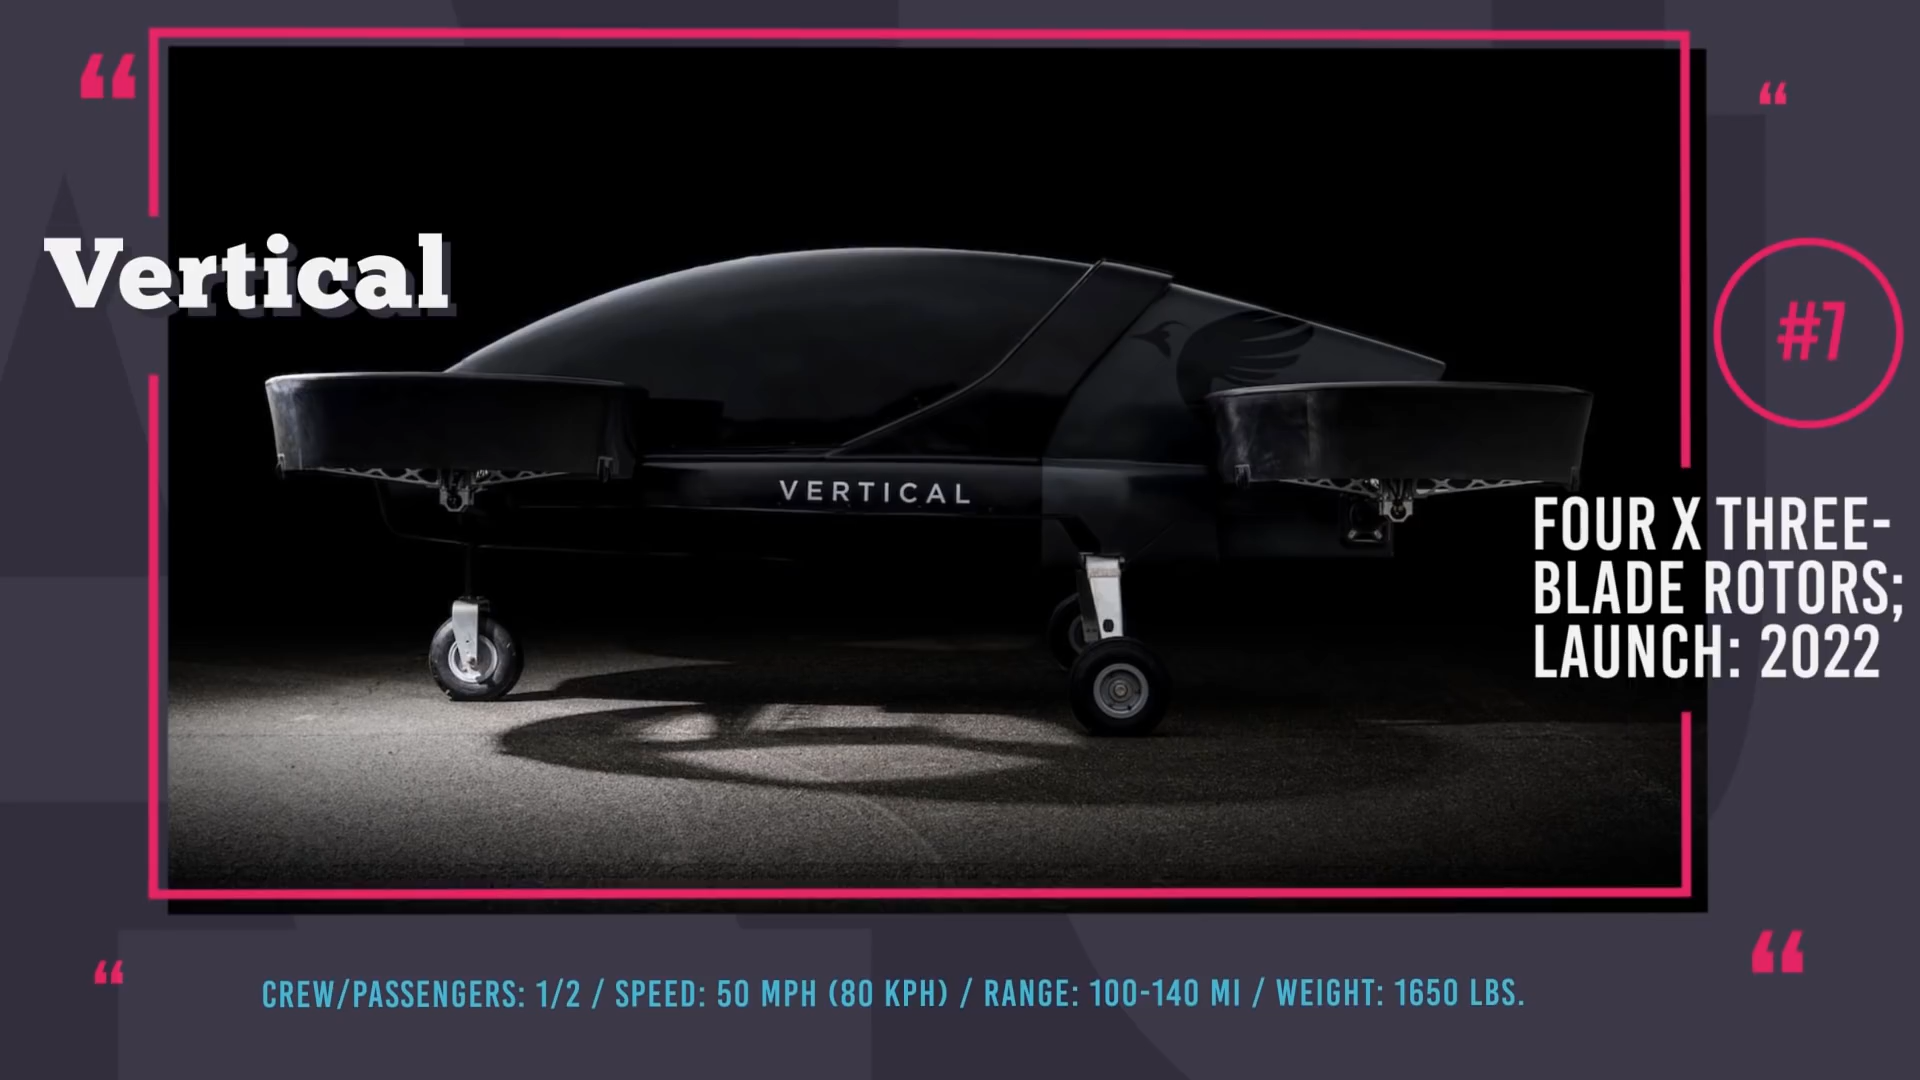 Vertical
#7
VERTICAL
FOUR X THREE-
BLADE ROTORS;
LAUNCH: 2022
CREW/PASSENGERS: 1/2 / SPEED: 50 MPH (80 KPH) / RANGE: 100-140 MI / WEIGHT: 1650 LBS.